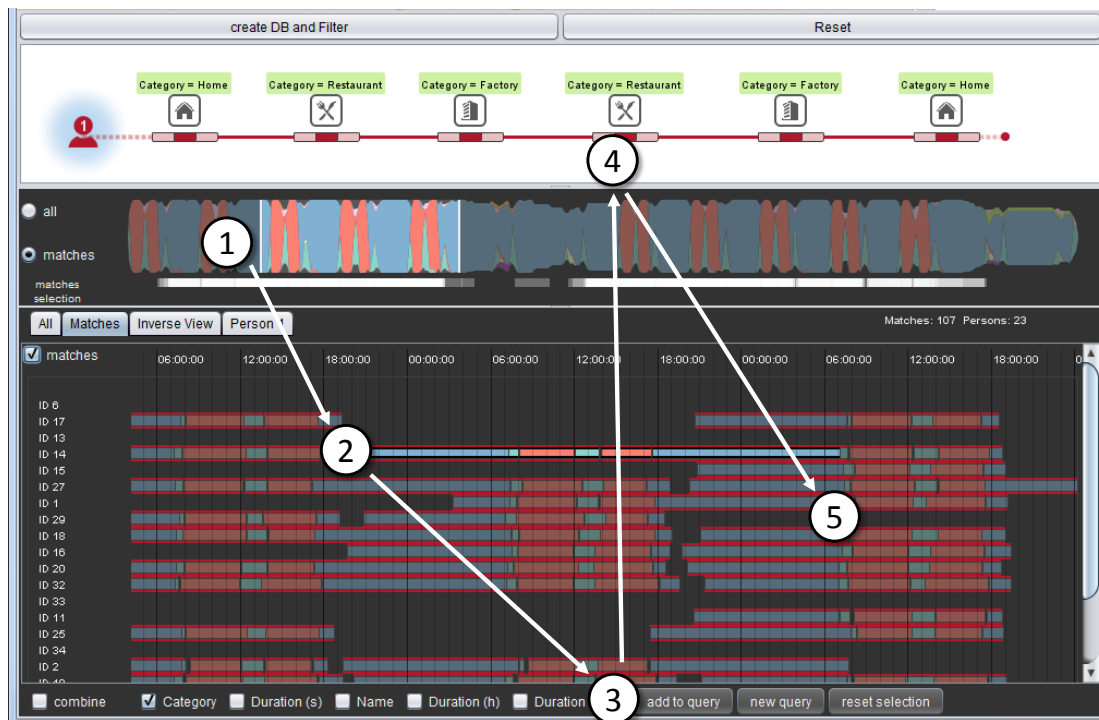 create DB and Filter Reset
Category = Home Category = Restaurant Category = Factory Category = Restaurant Category = Factory Category = Home
1
4
all
1
matches
matches
selection
All Matches Inverse View Person 1 Matches: 107 Persons: 23
matches 06:00:00 12:00:00 18:00:00 00:00:00 06:00:00 12:00:00 18:00:00 00:00:00 06:00:00 12:00:00 18:00:00
ID 6
ID 17
ID 13
2
ID 14
ID 15
ID 27
ID 1
5
ID 29
ID 18
ID 16
ID 20
ID 32
ID 33
ID 11
ID 25
ID 34
ID 2
combine Category Duration (s) Name Duration (h) Duration 3 add to query new query reset selection